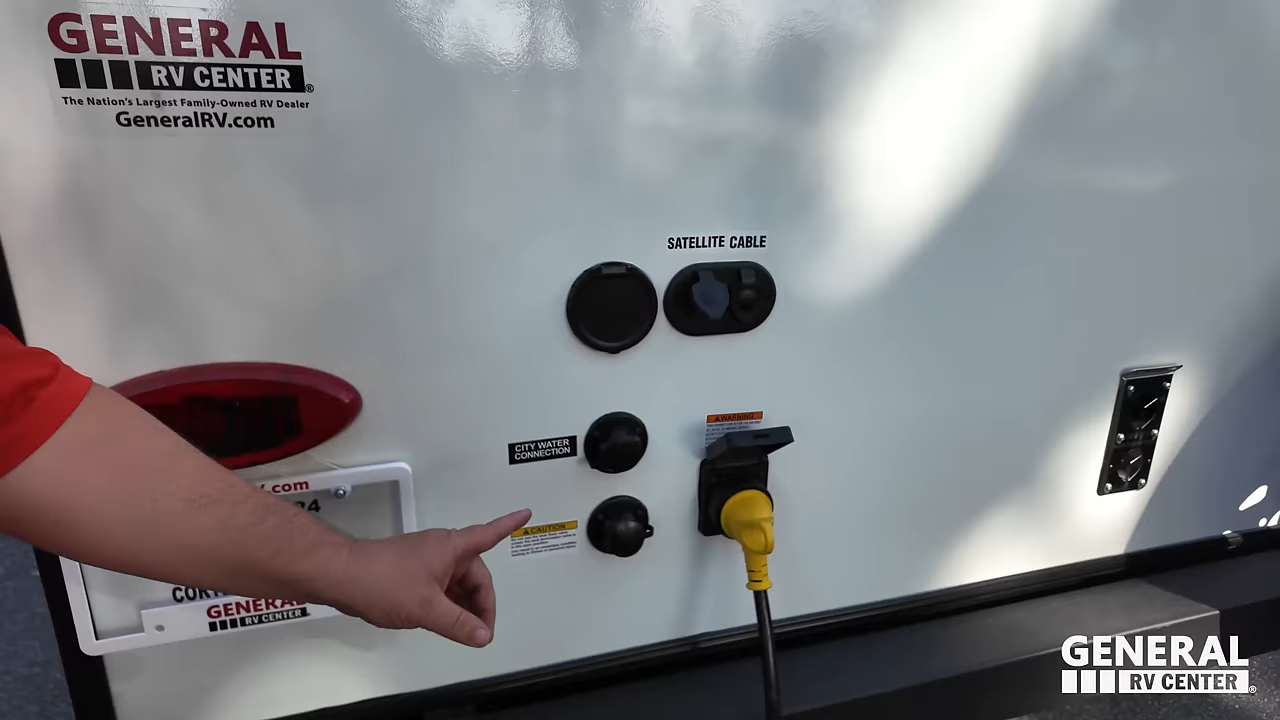 GENERAL
RV CENTER®
The Nation's Largest Family-Owned RV Dealer
GeneralRV.com
SATELLITE CABLE
WARNING
CITY WATER
CONNECTION
CAUTION
.com
GENERAL
RV CENTER
GENERAL
RV CENTER®